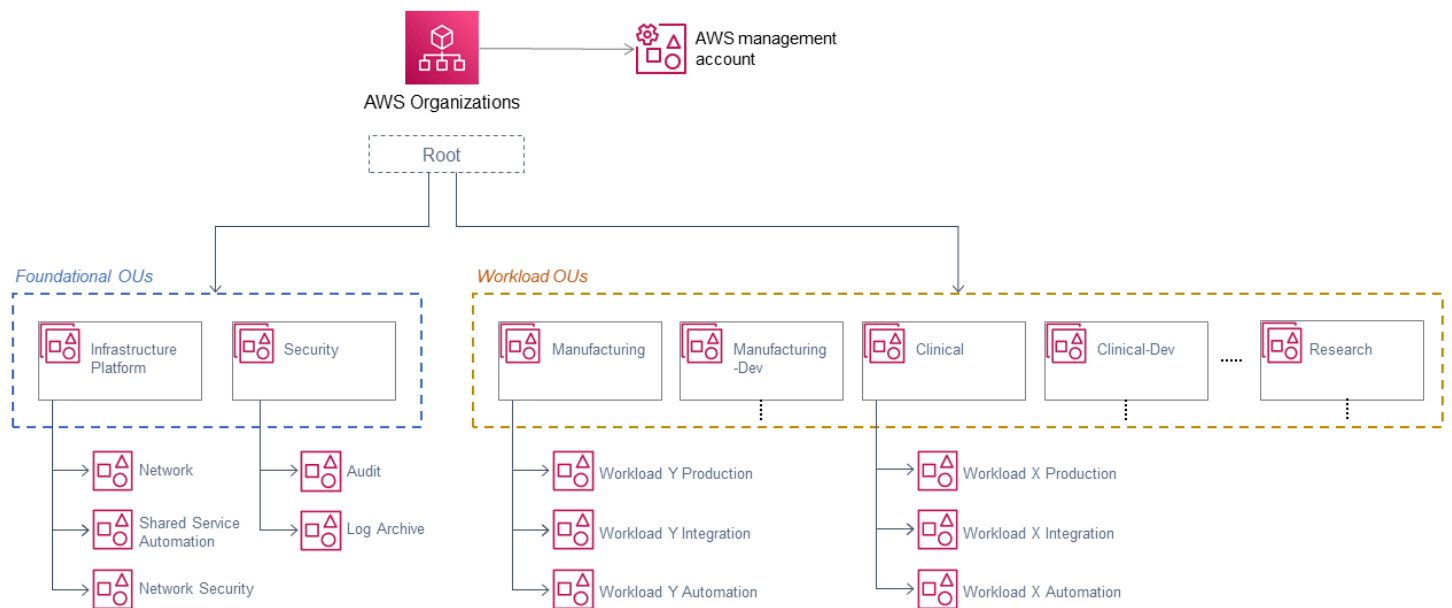 AWS management
account
AWS Organizations
Root
Foundational OUs
Workload OUs
Infrastructure
Platform
Security
Manufacturing
Manufacturing
-Dev
Clinical
Clinical-Dev
Research
Network
Audit
Workload Y Production
Workload X Production
Shared Service
Automation
Log Archive
Workload Y Integration
Workload X Integration
Network Security
Workload Y Automation
Workload X Automation